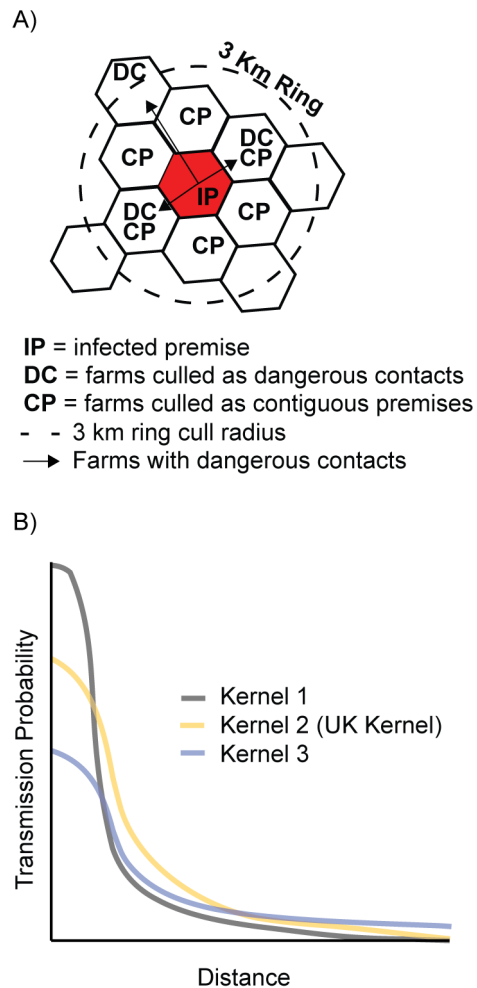 A)
3 Km Ring
DC
CP
DC
CP
CP
IP
DC
CP
CP
CP
IP = infected premise
DC = farms culled as dangerous contacts
CP = farms culled as contiguous premises
- - 3 km ring cull radius
Farms with dangerous contacts
B)
Transmission Probability
Kernel 1
Kernel 2 (UK Kernel)
Kernel 3
Distance